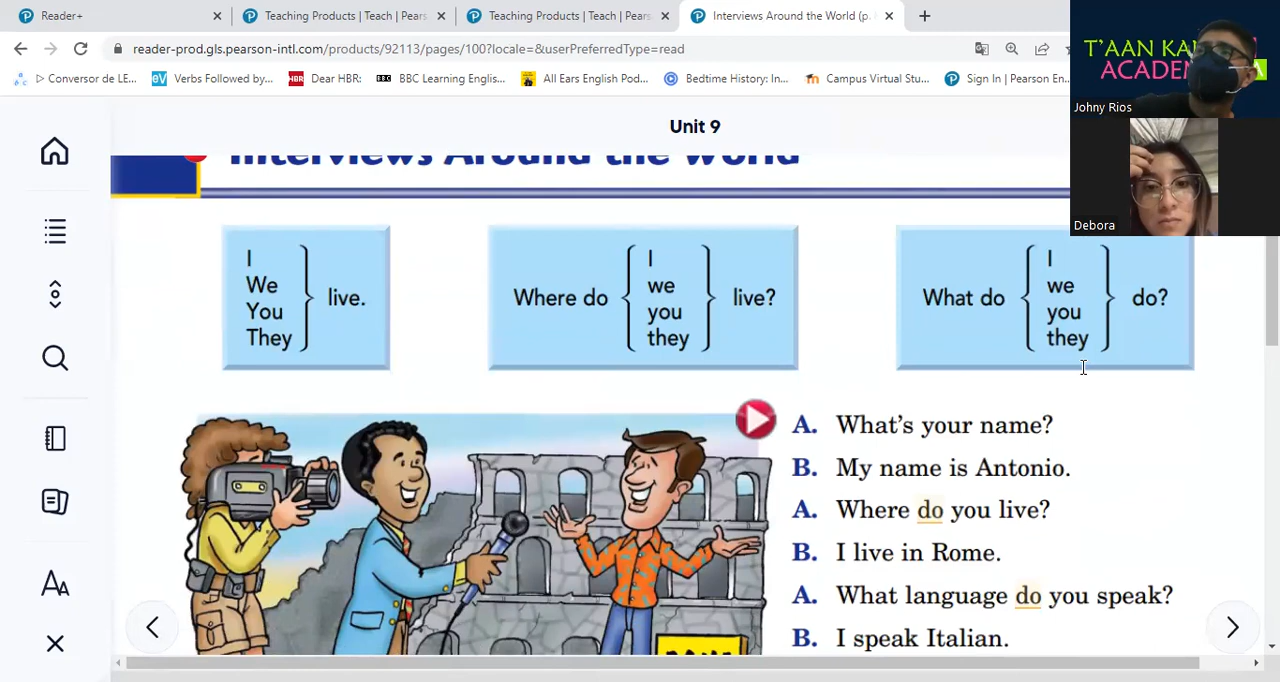 Reader+
Teaching Products | Teach | Pears
Teaching Products | Teach | Pears
Interviews Around the World (p.
reader-prod.gls.pearson-intl.com/products/92113/pages/100?locale=&userPreferredType=read
Conversor de LE...
Verbs Followed by...
HBR
Dear HBR:
BBC
BBC Learning Englis...
All Ears English Pod...
Bedtime History: In...
Campus Virtual Stu...
Sign In | Pearson En...
T'AAN
ACADEM
Johny Rios
Debora
Unit 9
Interviews Around the World
I
We
You
They
live.
Where do
I
we
you
they
live?
What do
I
we
you
they
do?
A. What's your name?
B. My name is Antonio.
A. Where do you live?
B. I live in Rome.
A. What language do you speak?
B. I speak Italian.